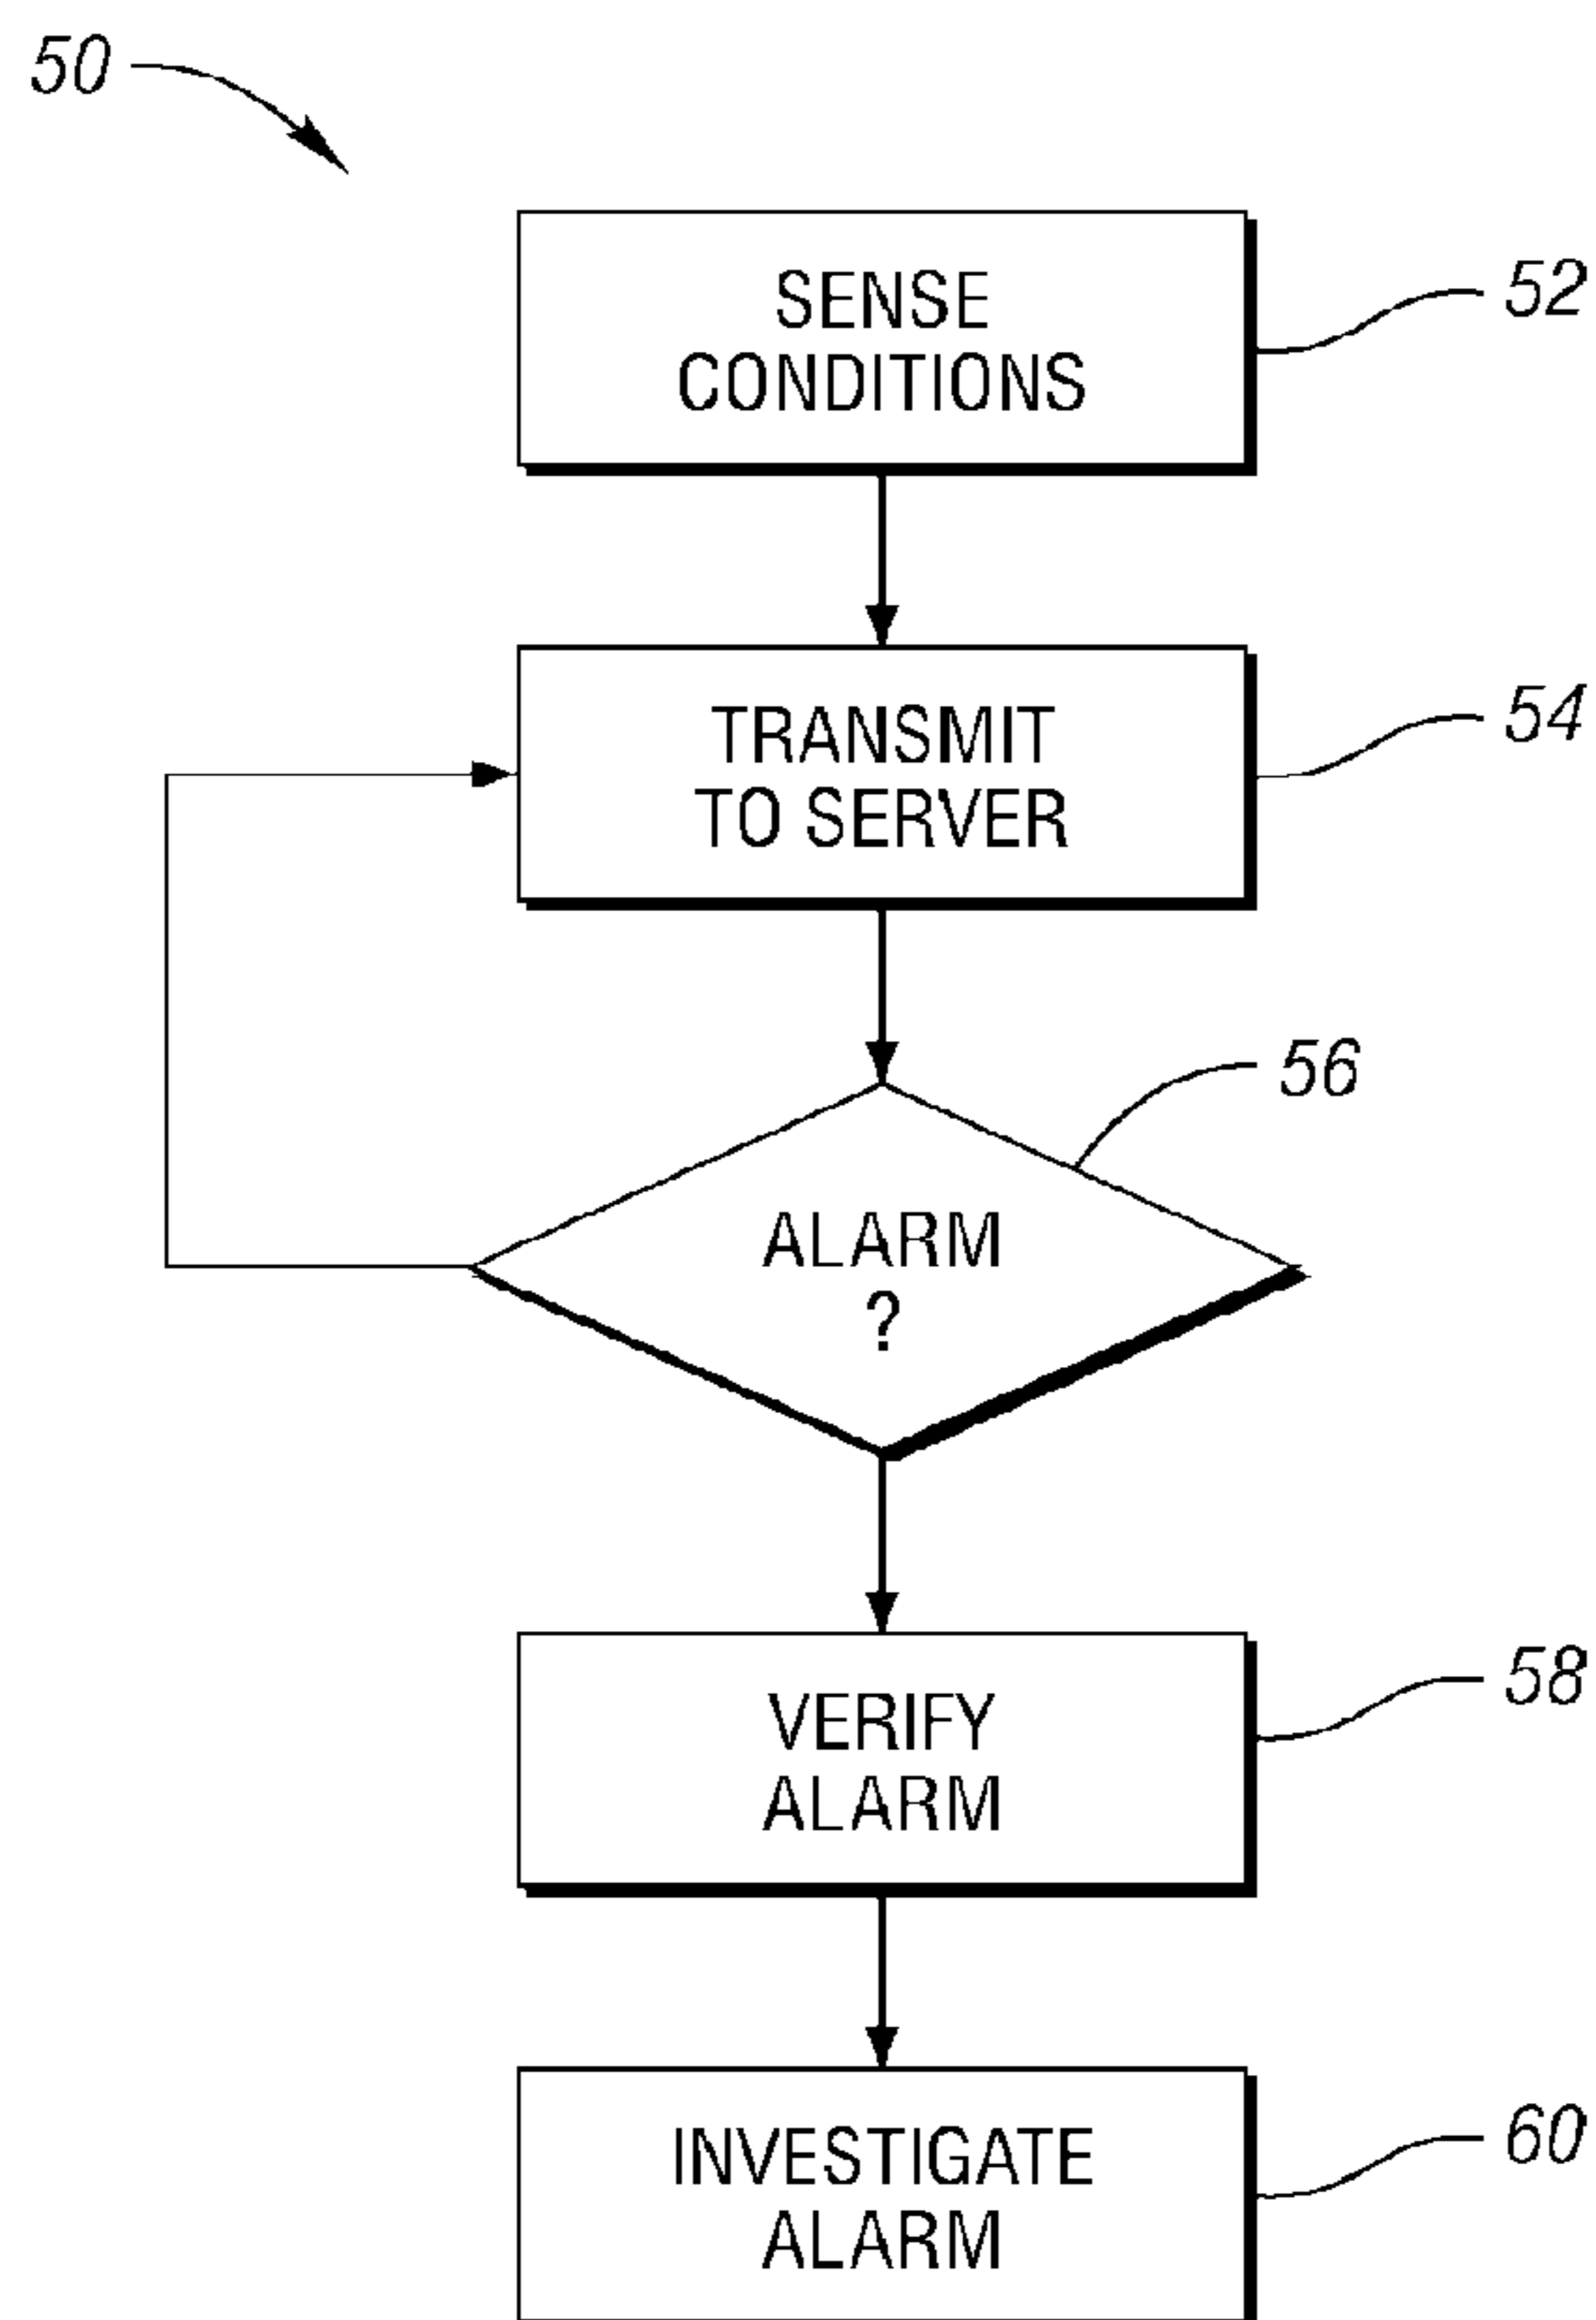 50
SENSE
CONDITIONS
52
TRANSMIT
TO SERVER
54
56
ALARM
?
VERIFY
ALARM
58
INVESTIGATE
ALARM
60